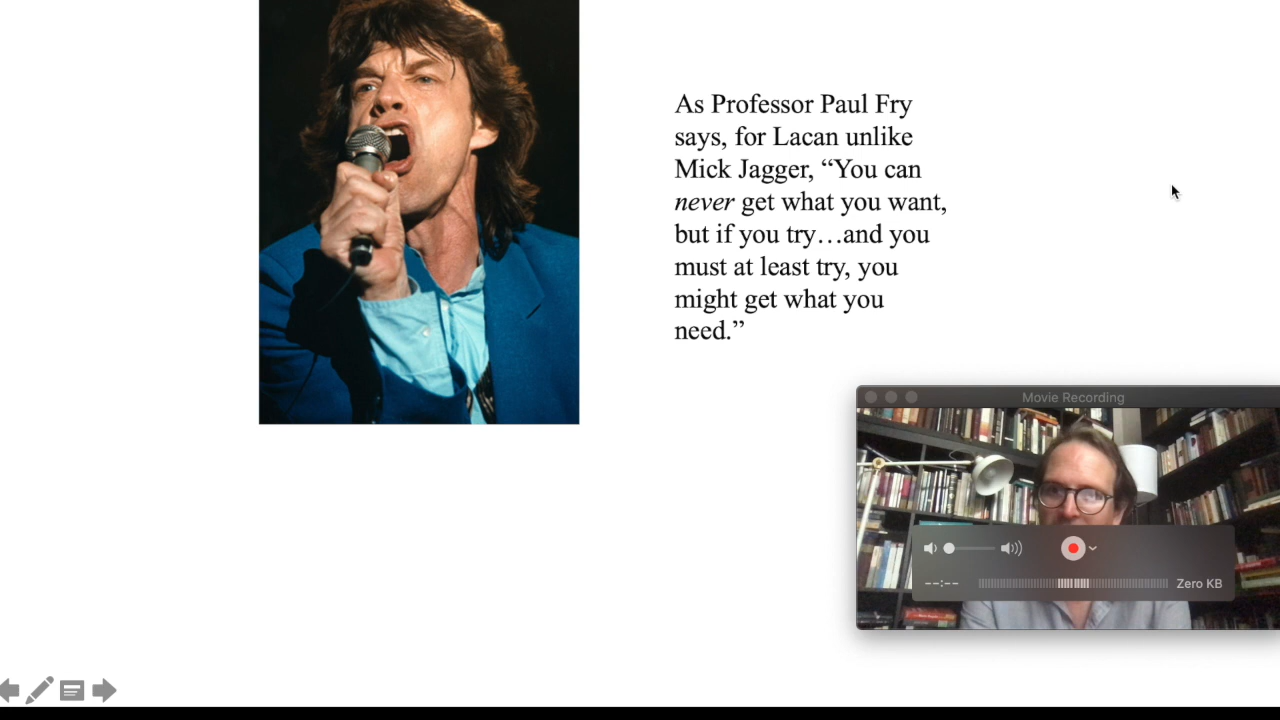 As Professor Paul Fry
says, for Lacan unlike
Mick Jagger, “You can
never get what you want,
but if you try…and you
must at least try, you
might get what you
need.”
Movie Recording
--:--
Zero KB